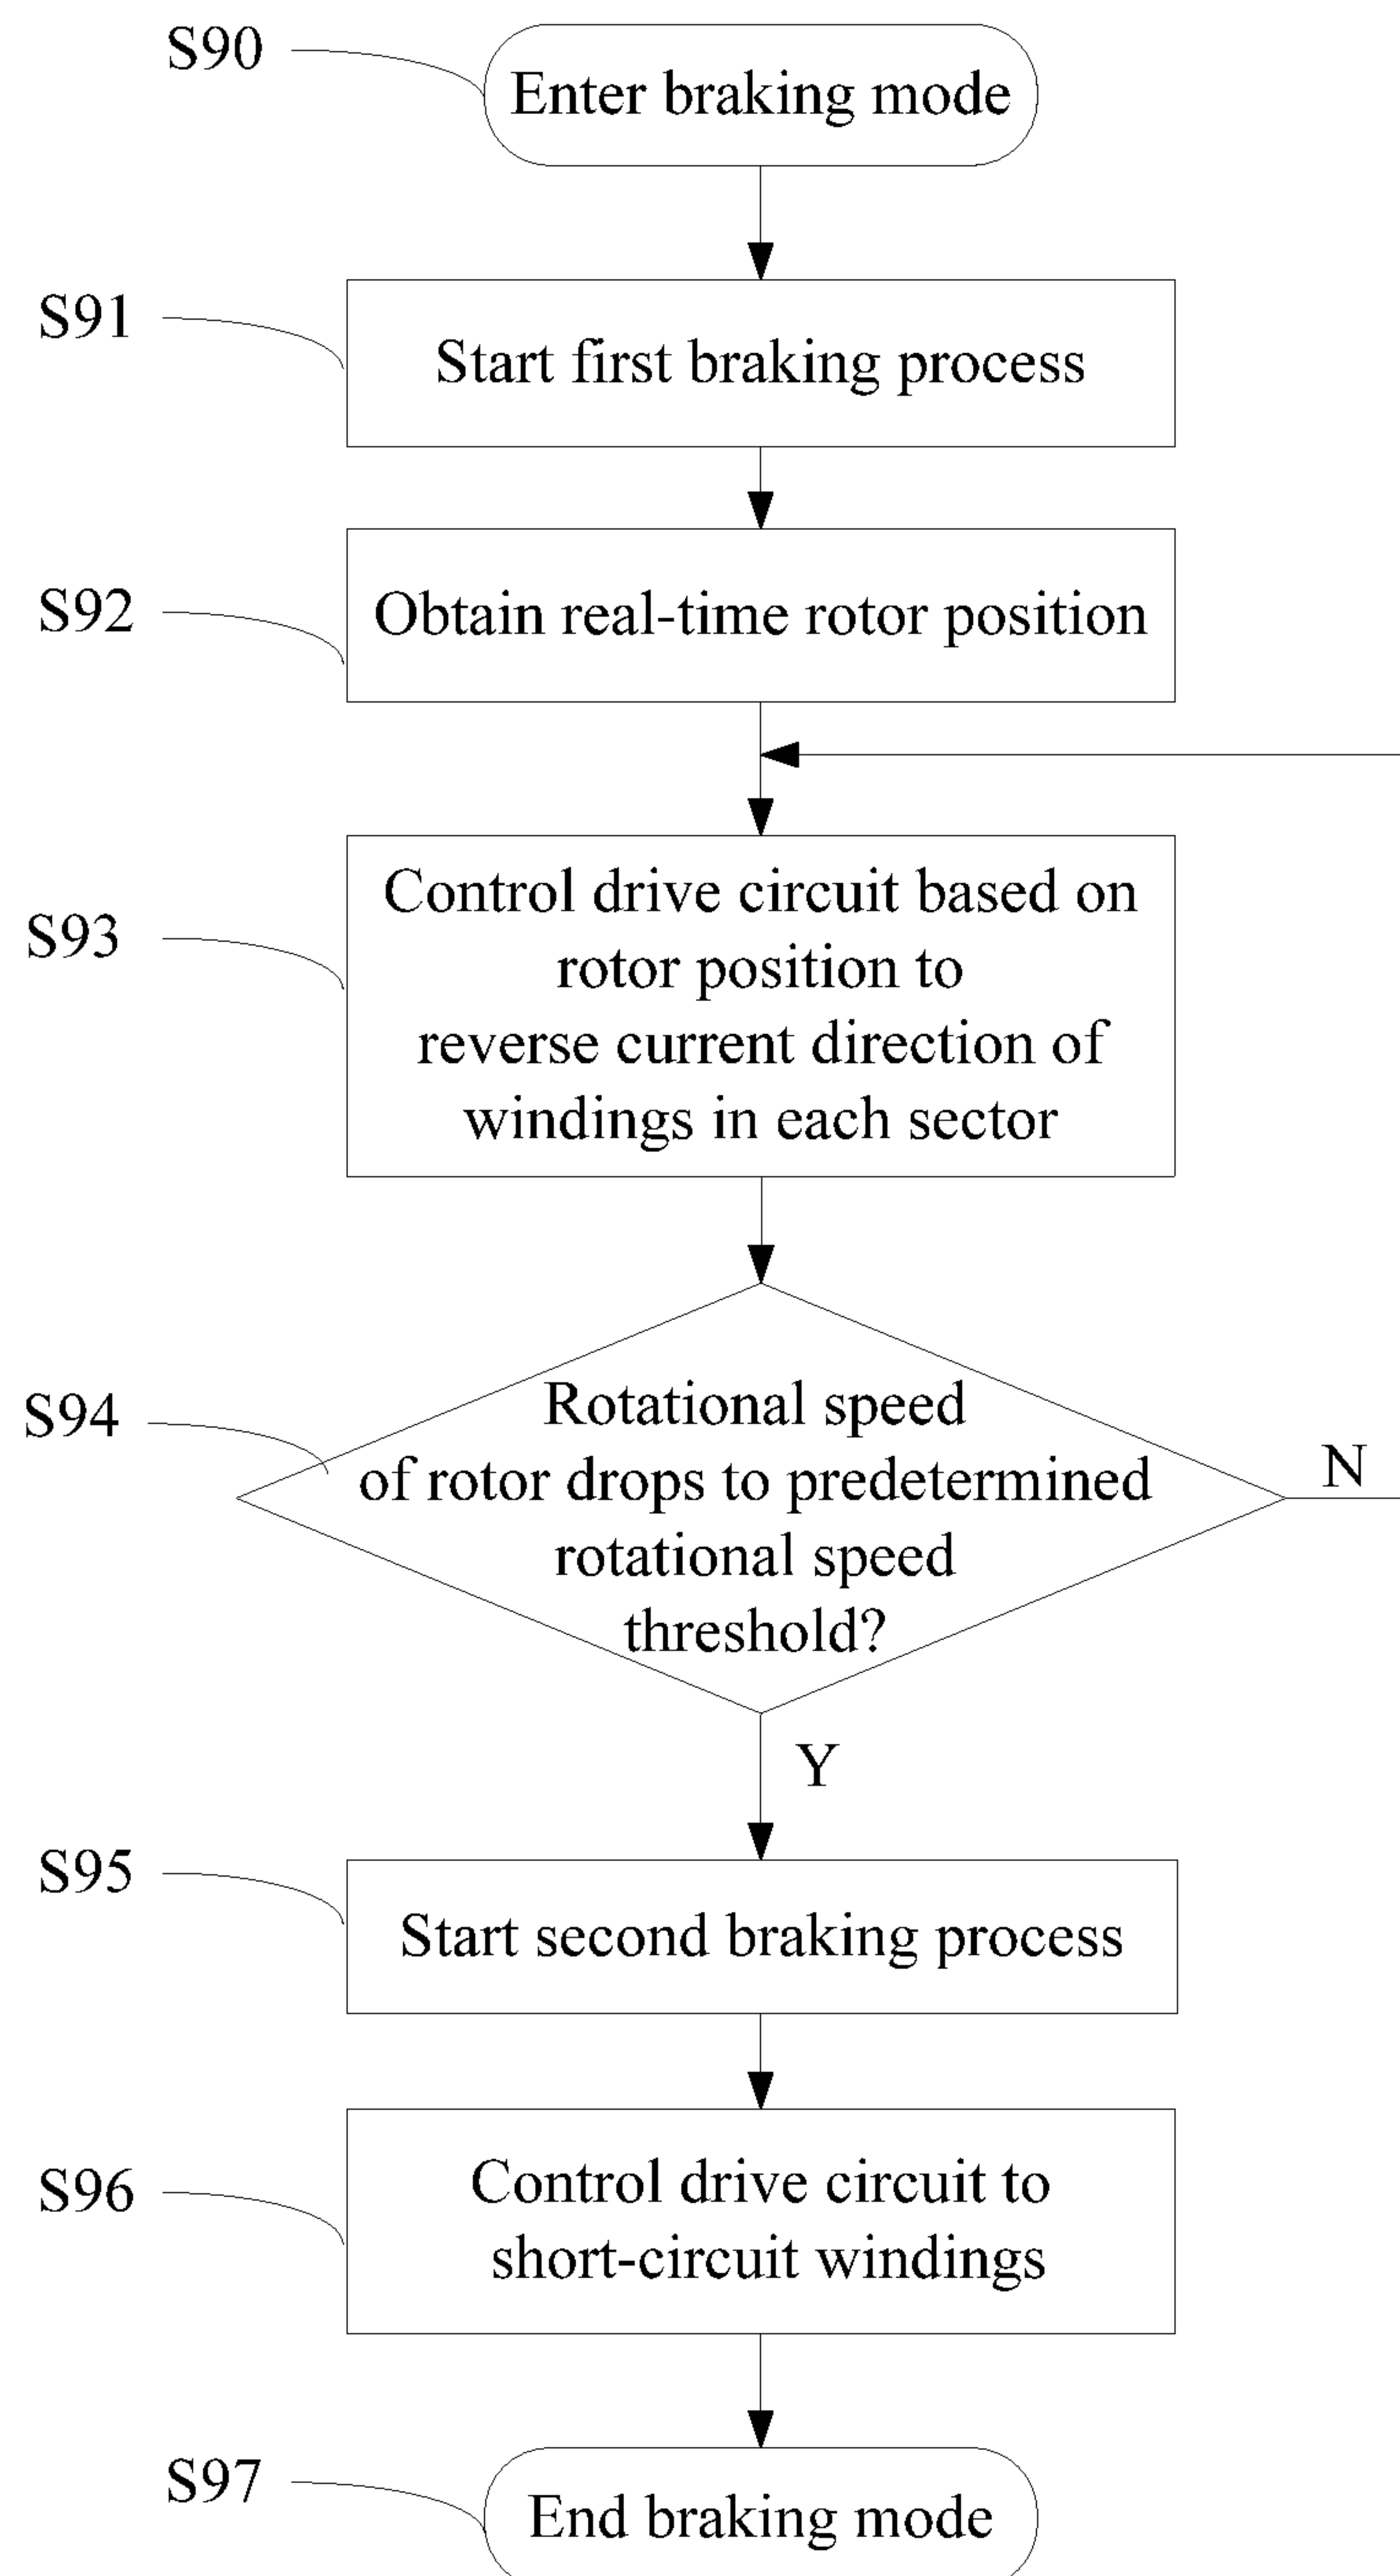 S90
Enter braking mode
S91
Start first braking process
S92
Obtain real-time rotor position
S93
Control drive circuit based on
rotor position to
reverse current direction of
windings in each sector
S94
Rotational speed
of rotor drops to predetermined
rotational speed
threshold?
N
Y
S95
Start second braking process
S96
Control drive circuit to
short-circuit windings
S97
End braking mode